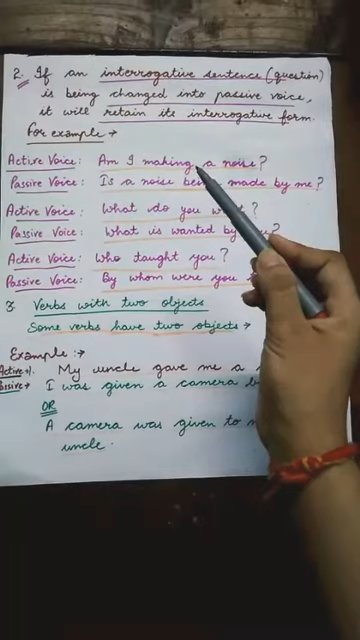 2. If an interrogative sentence (question)
is being changed into passive voice,
it will retain its interrogative form.
For example →
Active Voice: Am I making a noise?
Passive Voice: Is a noise being made by me?
Active Voice: What do you ?
Passive Voice: What is wanted by ?
Active Voice: Who taught you?
Passive Voice: By whom were you
3. Verbs with two objects
Some verbs have two objects →
Example :→
Active → My uncle gave me a
Passive → I was given a camera
OR
A camera was given to
uncle.